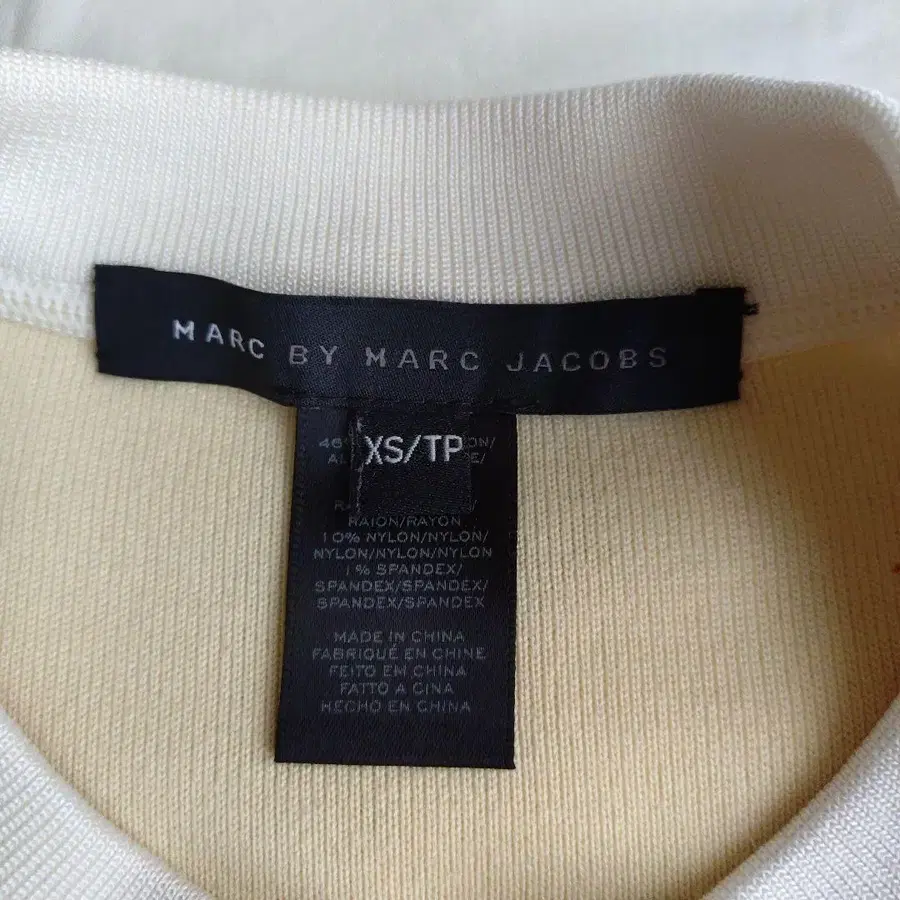 MARC BY MARC JACOBS
XS/TP
RAION/RAYON
10% NYLON/NYLON/
NYLON/NYLON/NYLON
1% SPANDEX/
SPANDEX/SPANDEX/
SPANDEX/SPANDEX
MADE IN CHINA
FABRIQUÉ EN CHINE
FEITO EM CHINA
FATTO A CINA
HECHO EN CHINA